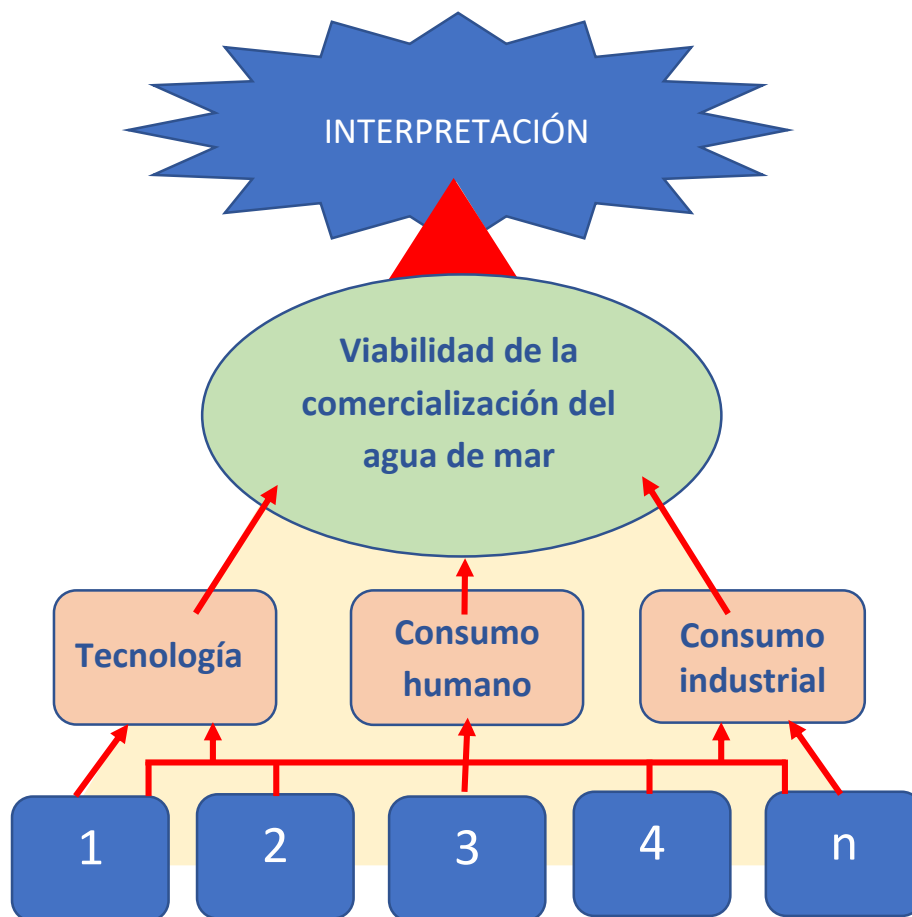 INTERPRETACIÓN
Viabilidad de la
comercialización del
agua de mar
Tecnología
Consumo
humano
Consumo
industrial
1
2
3
4
n